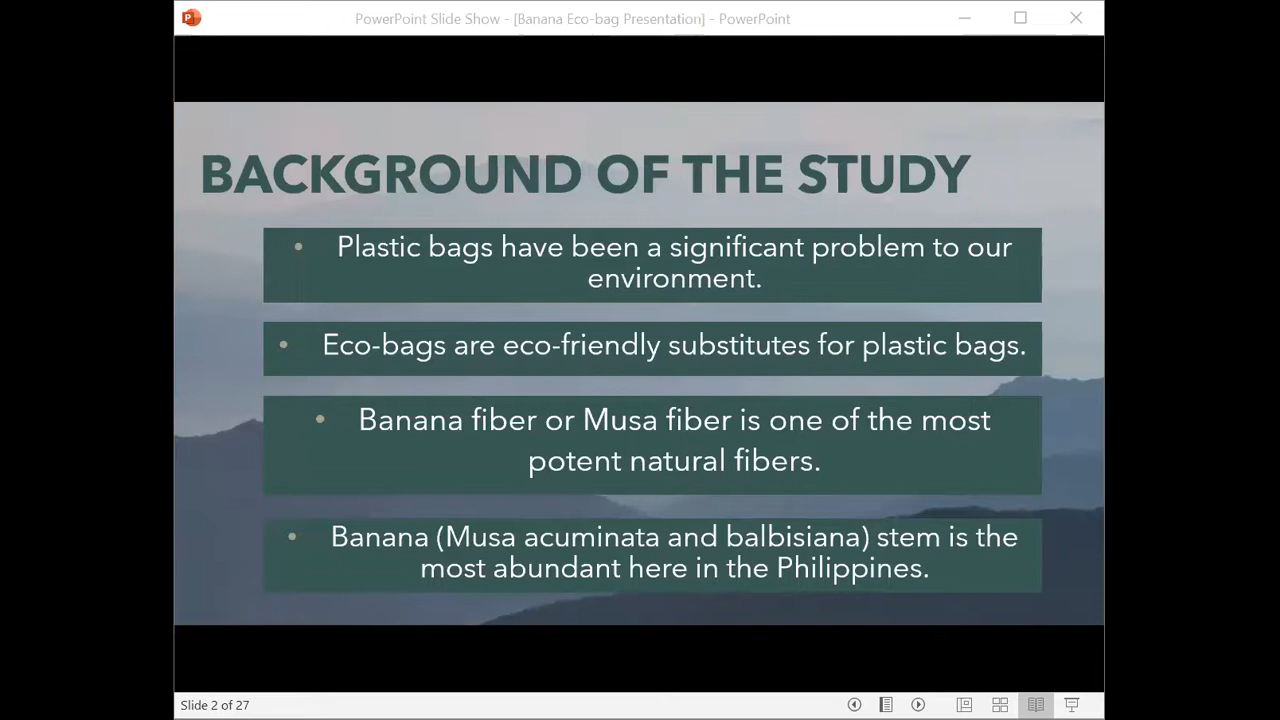 PowerPoint Slide Show - [Banana Eco-bag Presentation] - PowerPoint
BACKGROUND OF THE STUDY
• Plastic bags have been a significant problem to our
environment.
• Eco-bags are eco-friendly substitutes for plastic bags.
• Banana fiber or Musa fiber is one of the most
potent natural fibers.
• Banana (Musa acuminata and balbisiana) stem is the
most abundant here in the Philippines.
Slide 2 of 27